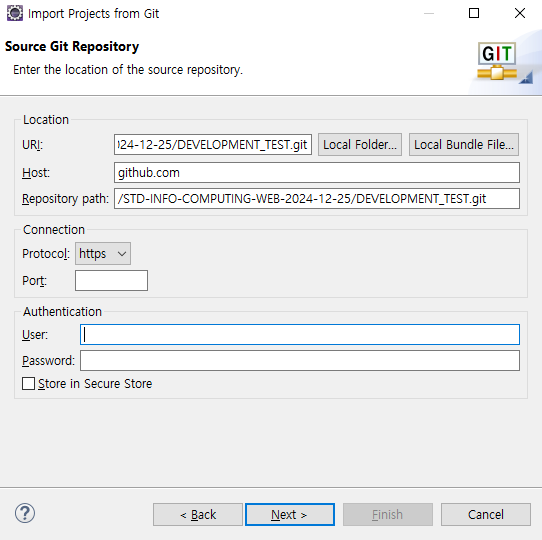 Import Projects from Git
Source Git Repository
Enter the location of the source repository.
GIT
Location
URI: 024-12-25/DEVELOPMENT_TEST.git Local Folder... Local Bundle File...
Host: github.com
Repository path: /STD-INFO-COMPUTING-WEB-2024-12-25/DEVELOPMENT_TEST.git
Connection
Protocol: https
Port:
Authentication
User:
Password:
Store in Secure Store
? < Back Next > Finish Cancel